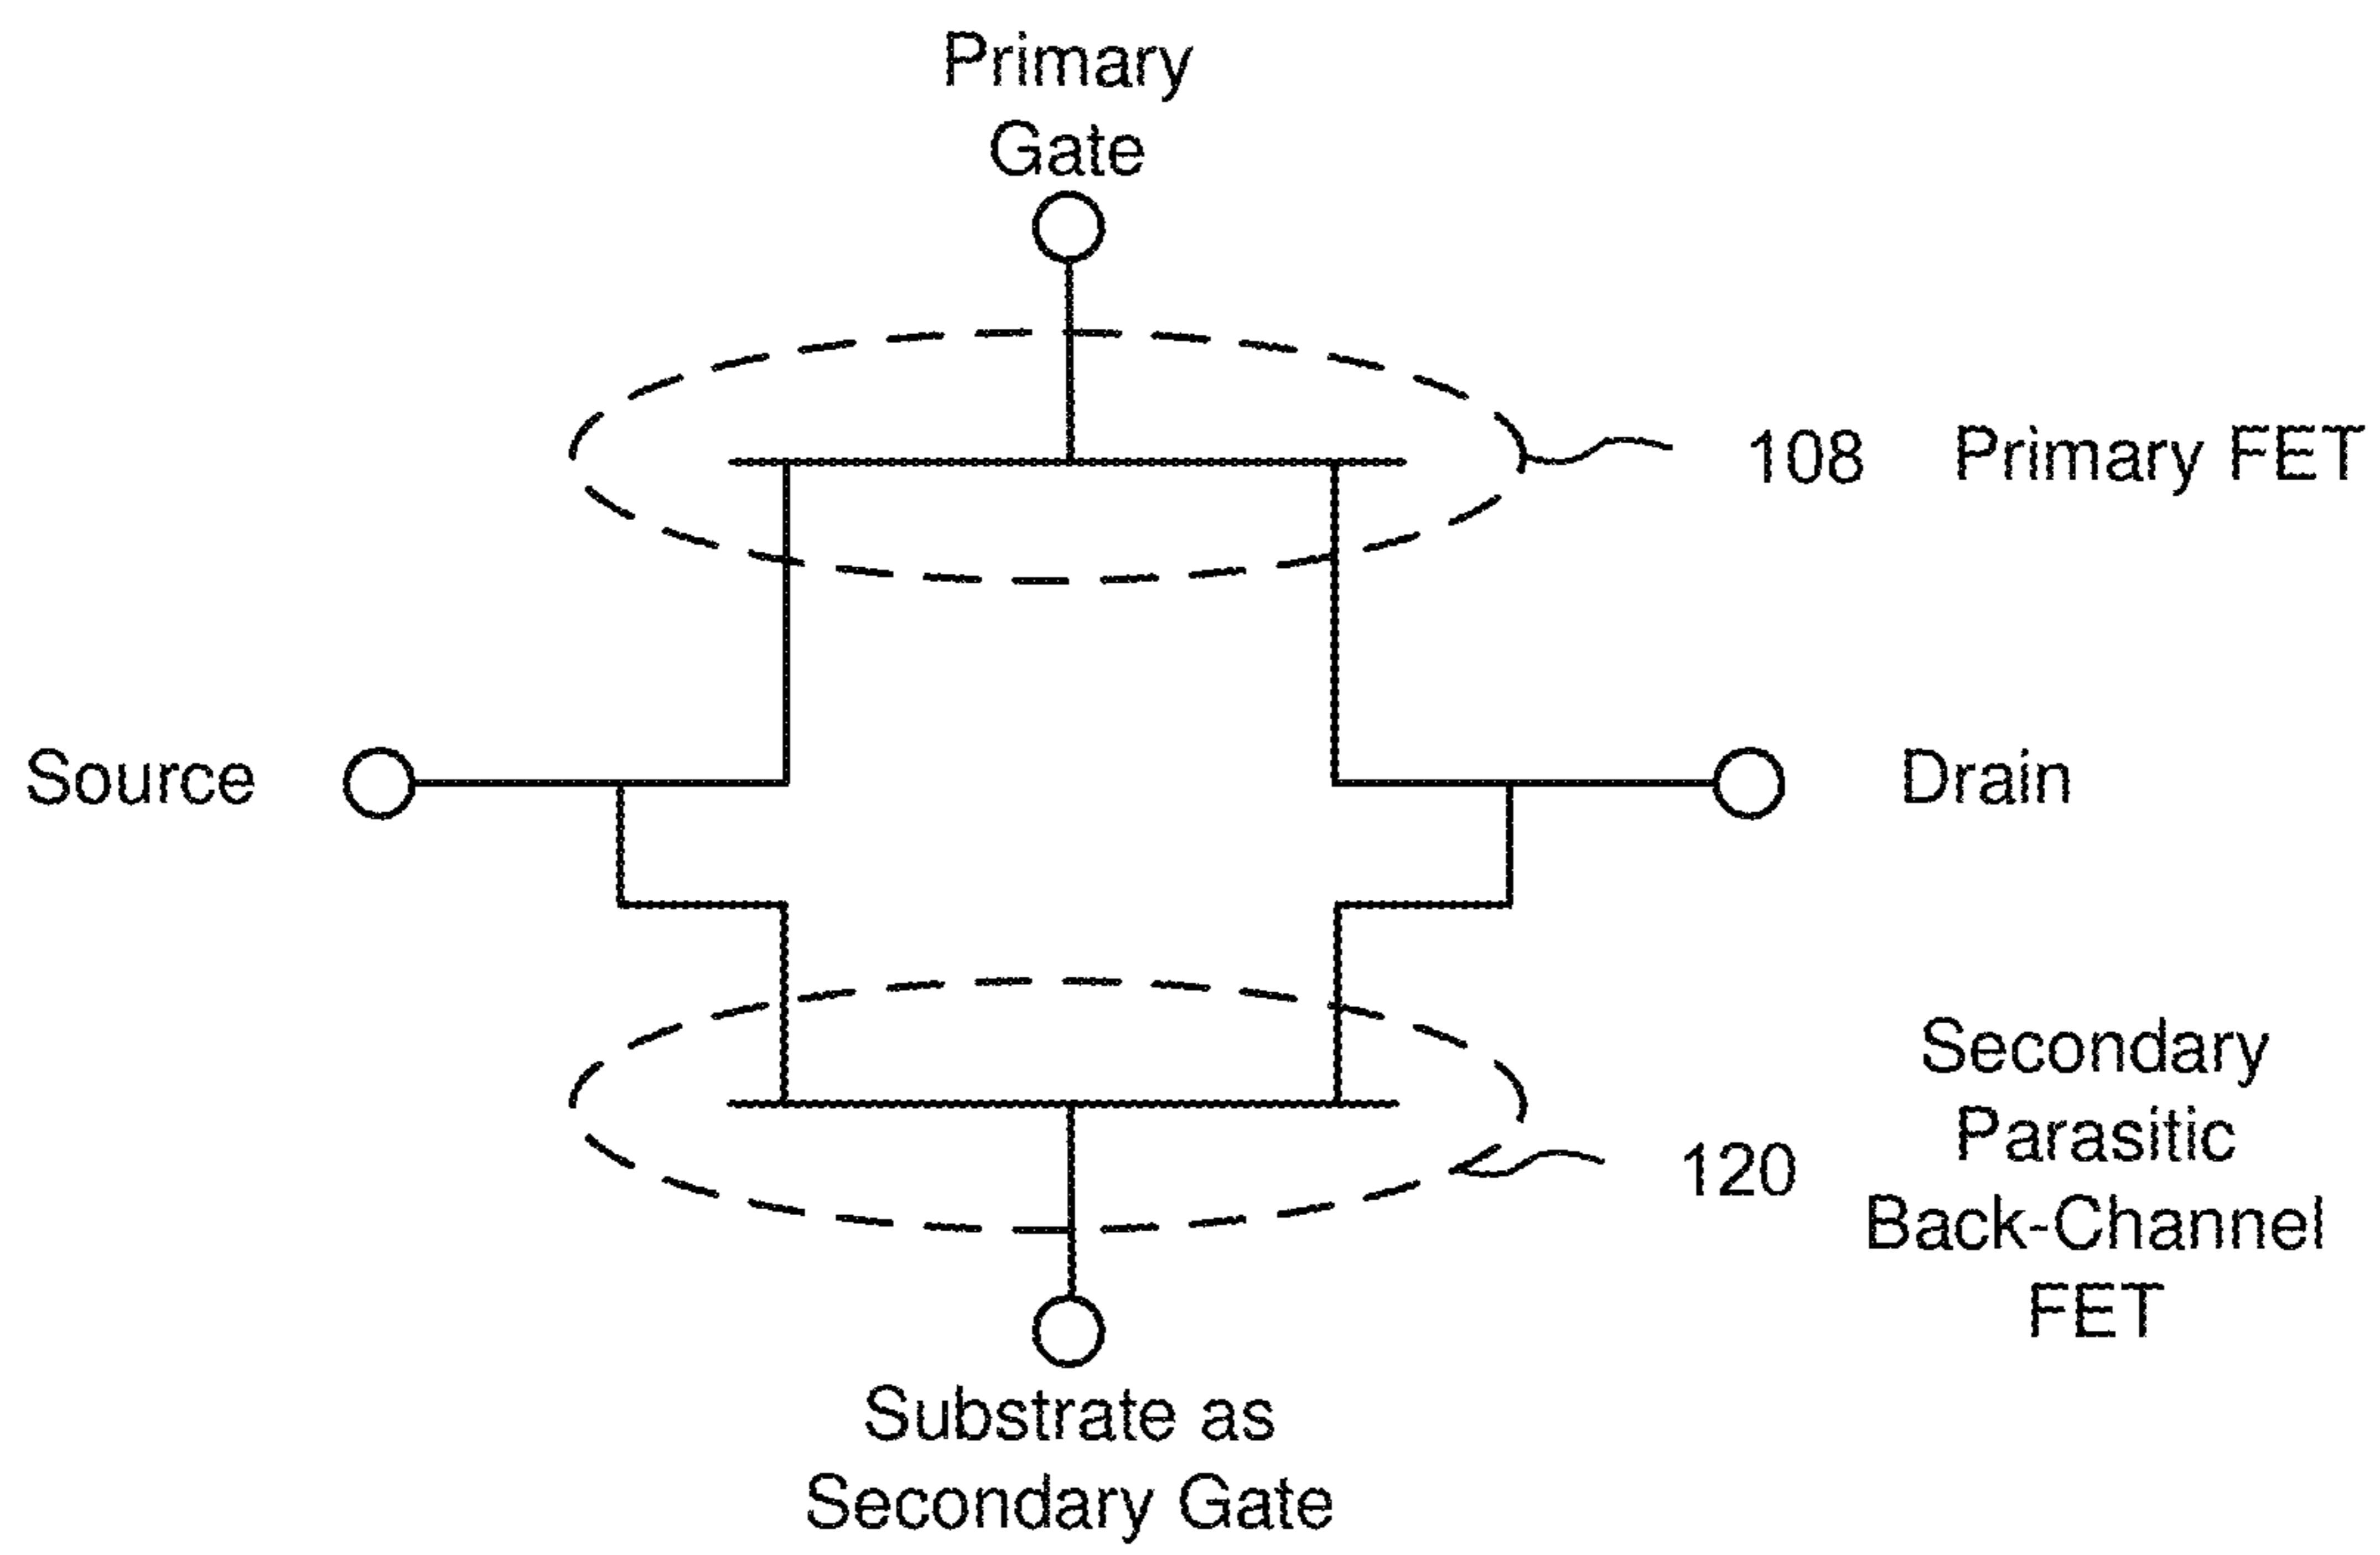 Primary
Gate
108 Primary FET
Source
Drain
Secondary
Parasitic
120
Back-Channel
FET
Substrate as
Secondary Gate